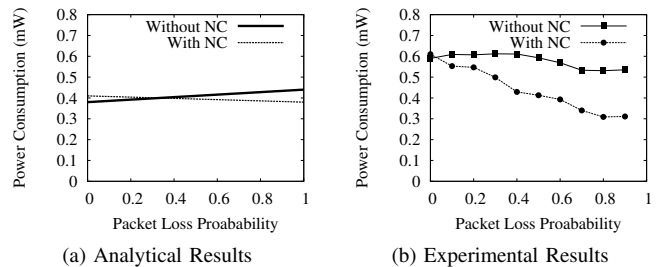 Power Consumption (mW)
0.8
0.7
0.6
0.5
0.4
0.3
0.2
0.1
0
Without NC
With NC
0 0.2 0.4 0.6 0.8 1
Packet Loss Proabability
(a) Analytical Results
Power Consumption (mW)
0.8
0.7
0.6
0.5
0.4
0.3
0.2
0.1
0
Without NC
With NC
0 0.2 0.4 0.6 0.8 1
Packet Loss Proabability
(b) Experimental Results